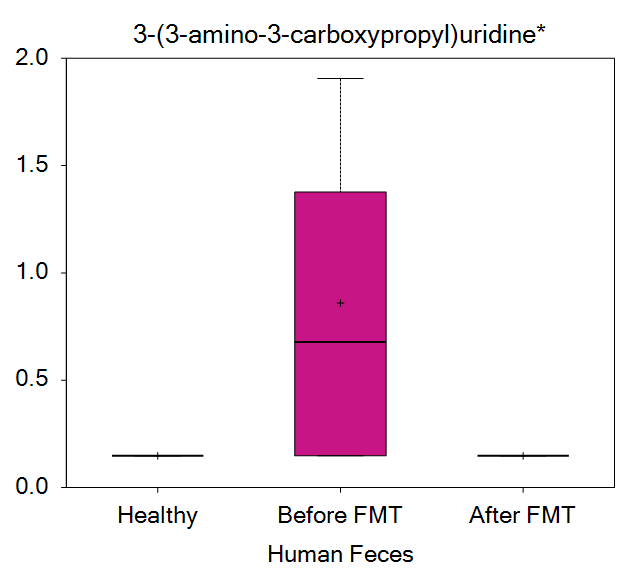 3-(3-amino-3-carboxypropyl)uridine*
2.0
1.5
1.0
0.5
0.0
Healthy Before FMT After FMT
Human Feces